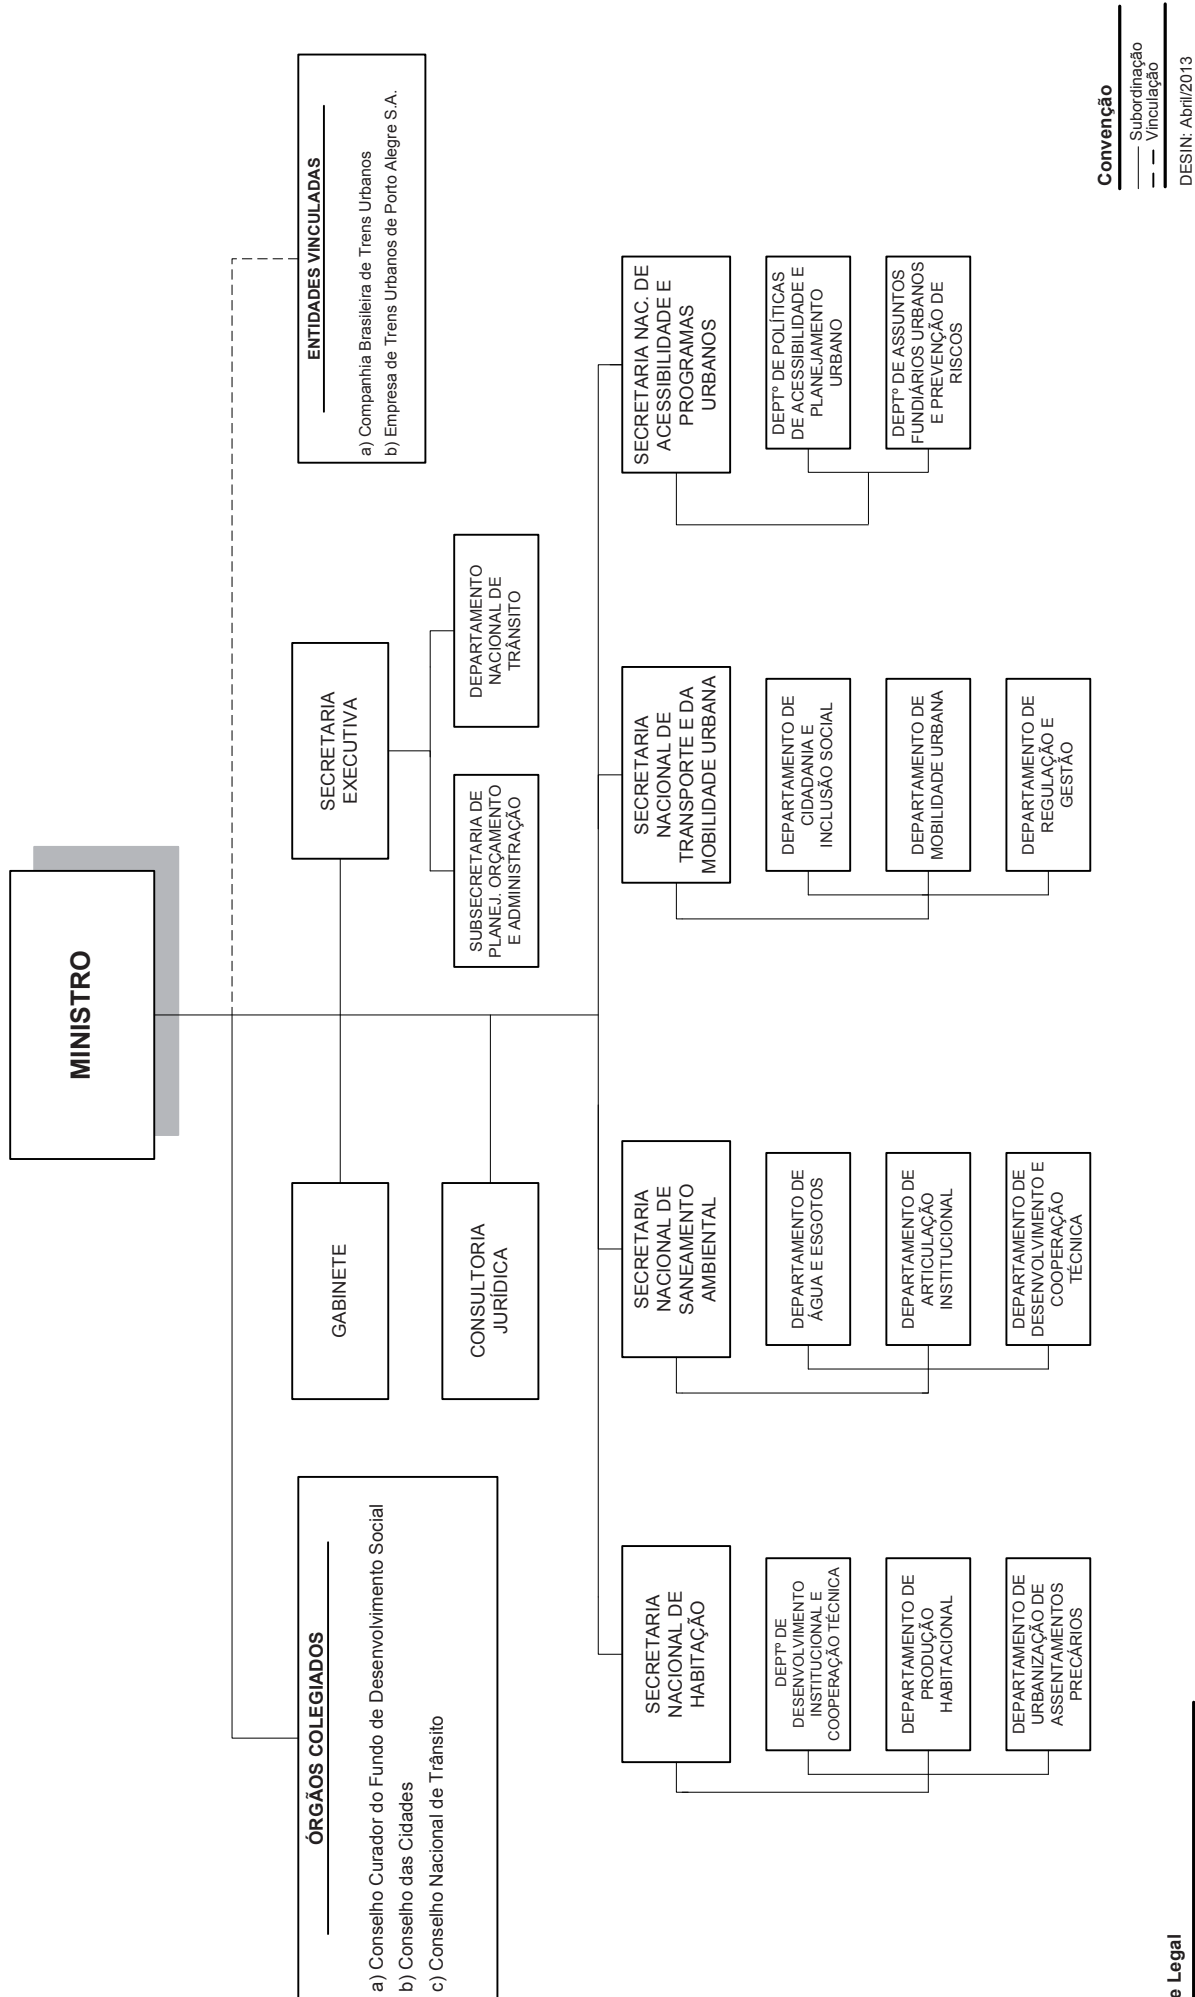 MINISTRO
ÓRGÃOS COLEGIADOS
a) Conselho Curador do Fundo de Desenvolvimento Social
b) Conselho das Cidades
c) Conselho Nacional de Trânsito
GABINETE
CONSULTORIA
JURÍDICA
SECRETARIA
EXECUTIVA
SUBSECRETARIA DE
PLANEJ. ORÇAMENTO
E ADMINISTRAÇÃO
DEPARTAMENTO
NACIONAL DE
TRÂNSITO
ENTIDADES VINCULADAS
a) Companhia Brasileira de Trens Urbanos
b) Empresa de Trens Urbanos de Porto Alegre S.A.
SECRETARIA
NACIONAL DE
HABITAÇÃO
DEPTº DE
DESENVOLVIMENTO
INSTITUCIONAL E
COOPERAÇÃO TÉCNICA
DEPARTAMENTO DE
PRODUÇÃO
HABITACIONAL
DEPARTAMENTO DE
URBANIZAÇÃO DE
ASSENTAMENTOS
PRECÁRIOS
SECRETARIA
NACIONAL DE
SANEAMENTO
AMBIENTAL
DEPARTAMENTO DE
ÁGUA E ESGOTOS
DEPARTAMENTO DE
ARTICULAÇÃO
INSTITUCIONAL
DEPARTAMENTO DE
DESENVOLVIMENTO E
COOPERAÇÃO
TÉCNICA
SECRETARIA
NACIONAL DE
TRANSPORTE E DA
MOBILIDADE URBANA
DEPARTAMENTO DE
CIDADANIA E
INCLUSÃO SOCIAL
DEPARTAMENTO DE
MOBILIDADE URBANA
DEPARTAMENTO DE
REGULAÇÃO E
GESTÃO
SECRETARIA NAC. DE
ACESSIBILIDADE E
PROGRAMAS
URBANOS
DEPTº DE POLÍTICAS
DE ACESSIBILIDADE E
PLANEJAMENTO
URBANO
DEPTº DE ASSUNTOS
FUNDIÁRIOS URBANOS
E PREVENÇÃO DE
RISCOS
e Legal
Convenção
Subordinação
Vinculação
DESIN: Abril/2013